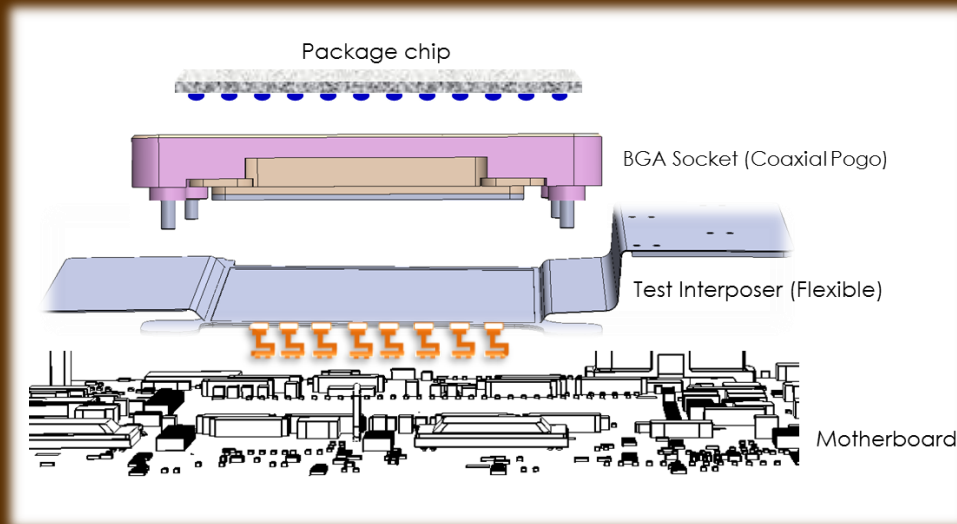 Package chip
BGA Socket (Coaxial Pogo)
Test Interposer (Flexible)
Motherboard